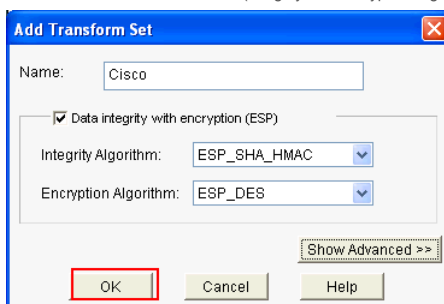 Add Transform Set
Name: Cisco
Data integrity with encryption (ESP)
Integrity Algorithm: ESP_SHA_HMAC
Encryption Algorithm: ESP_DES
Show Advanced >>
OK Cancel Help